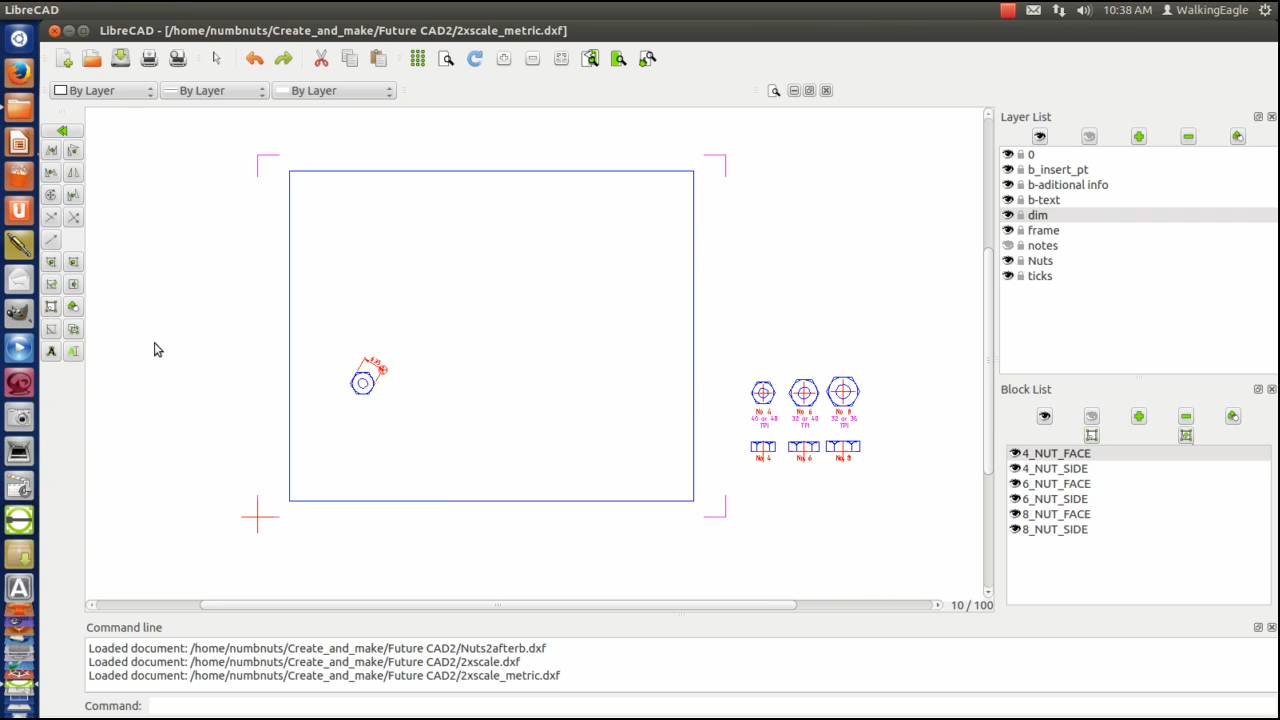 LibreCAD
10:38 AM WalkingEagle
LibreCAD - [/home/numbnuts/Create_and_make/Future CAD2/2xscale_metric.dxf]
By Layer By Layer By Layer
Layer List
0
b_insert_pt
b-aditional info
b-text
dim
frame
notes
Nuts
ticks
No 4 No 6 No 8
40 or 48 32 or 40 32 or 36
TPI TPI TPI
No 4 No 6 No 8
Block List
4_NUT_FACE
4_NUT_SIDE
6_NUT_FACE
6_NUT_SIDE
8_NUT_FACE
8_NUT_SIDE
10 / 100
Command line
Loaded document: /home/numbnuts/Create_and_make/Future CAD2/Nuts2afterb.dxf
Loaded document: /home/numbnuts/Create_and_make/Future CAD2/2xscale.dxf
Loaded document: /home/numbnuts/Create_and_make/Future CAD2/2xscale_metric.dxf
Command: